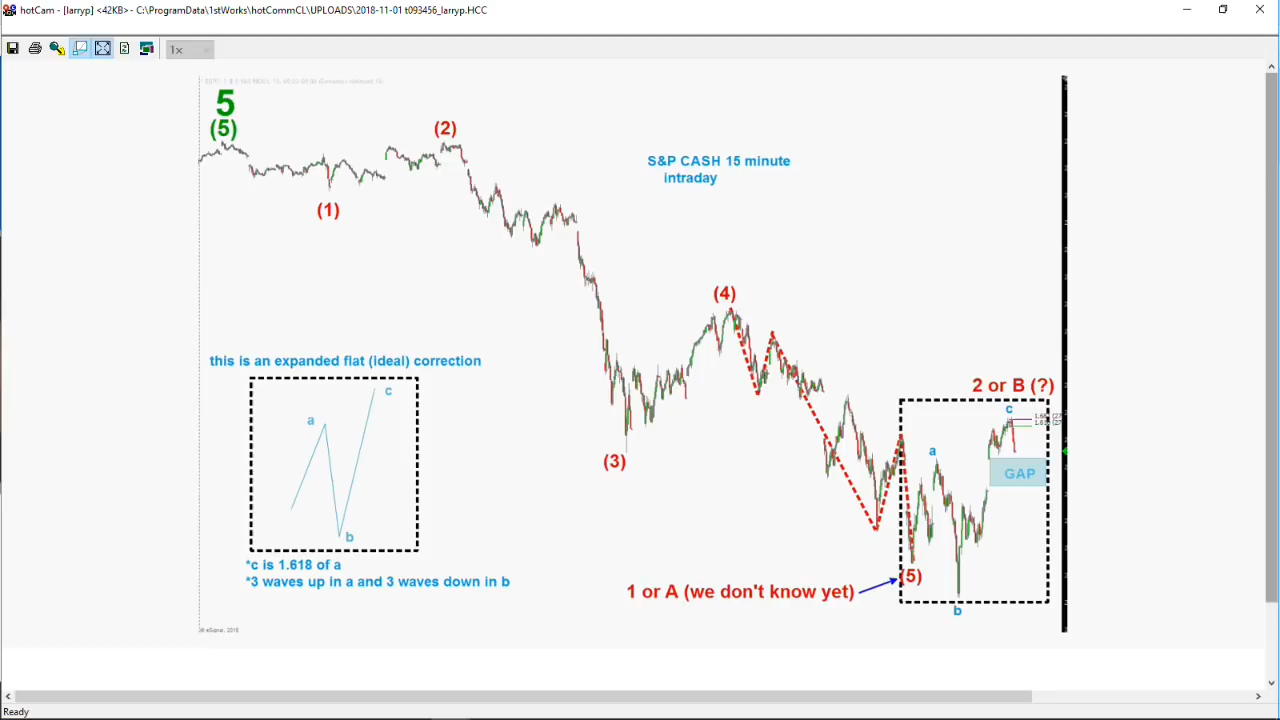 hotCam - [larryp] <42KB> - C:\ProgramData\1stWorks\hotCommCL\UPLOADS\2018-11-01 t093456_larryp.HCC
1x
5
(5)
(2)
S&P CASH 15 minute
intraday
(1)
(4)
this is an expanded flat (ideal) correction
2 or B (?)
c
c
a
a
(3)
GAP
b
*c is 1.618 of a
(5)
*3 waves up in a and 3 waves down in b
1 or A (we don't know yet)
b
© eSignal, 2018
Ready